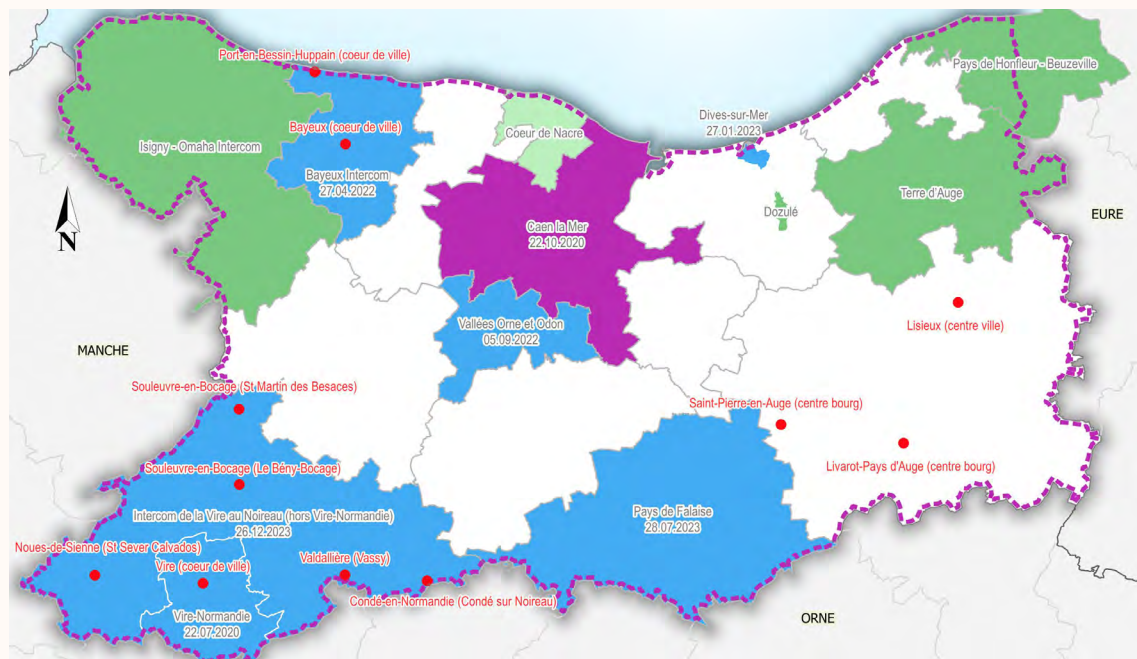 Port-en-Bessin-Huppain (coeur de ville)
Pays de Honfleur - Beuzeville
Dives-sur-Mer
27.01.2023
Bayeux (coeur de ville)
Coeur de Nacre
Isigny - Omaha Intercom
Bayeux Intercom
27.04.2022
Terre d'Auge
Dozulé
EURE
N
Caen la Mer
22.10.2020
Vallées Orne et Odon
05.09.2022
Lisieux (centre ville)
MANCHE
Souleuvre-en-Bocage (St Martin des Besaces)
Saint-Pierre-en-Auge (centre bourg)
Souleuvre-en-Bocage (Le Bény-Bocage)
Livarot-Pays d'Auge (centre bourg)
Intercom de la Vire au Noireau (hors Vire-Normandie)
26.12.2023
Pays de Falaise
28.07.2023
Noues-de-Sienne (St Sever Calvados)
Vire (coeur de ville)
Valdallière (Vassy)
Condé-en-Normandie (Condé sur Noireau)
Vire-Normandie
22.07.2020
ORNE